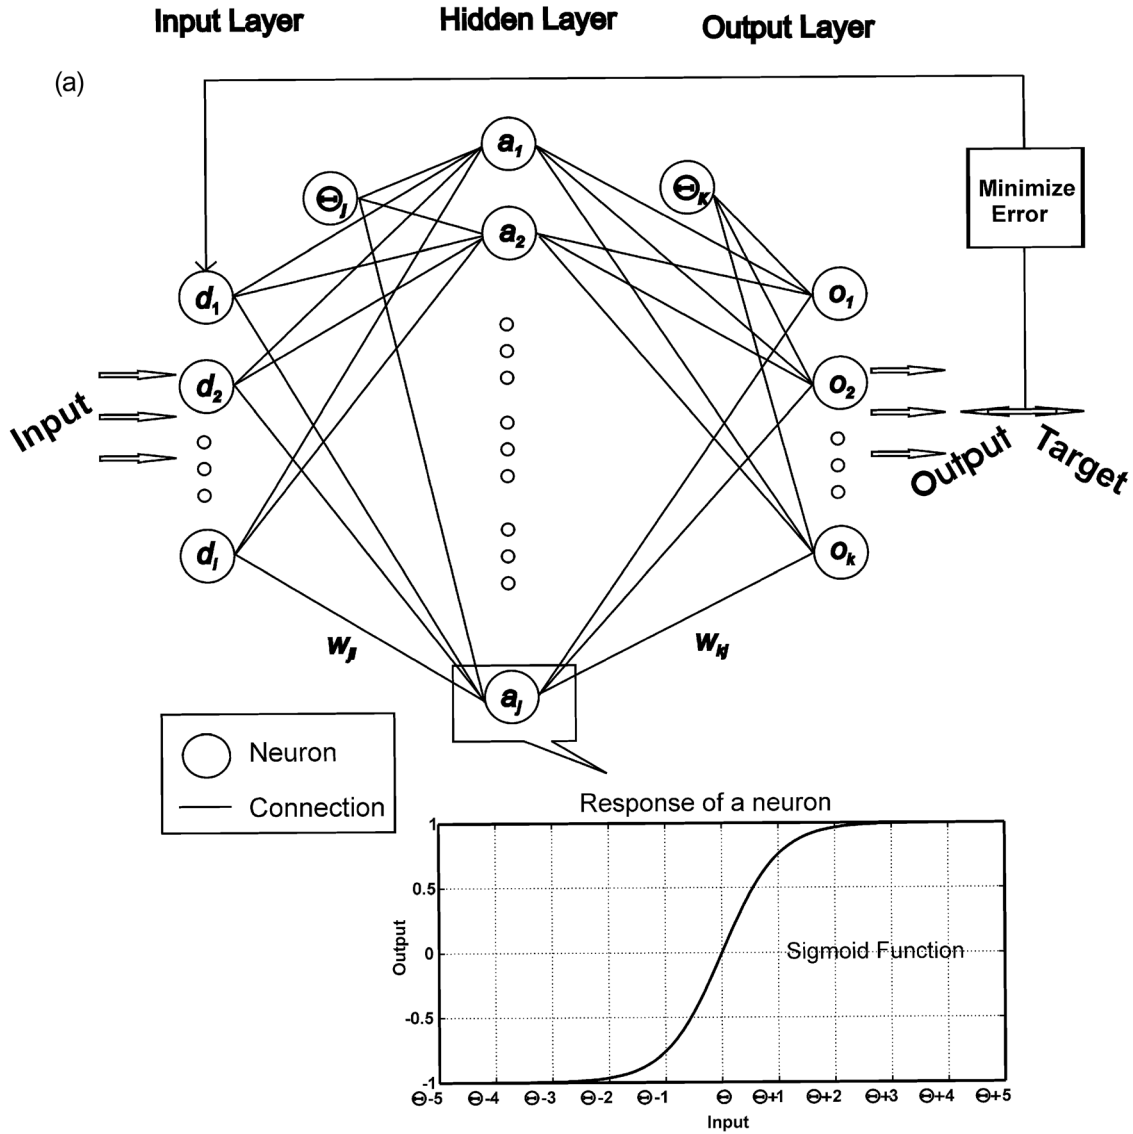 Input Layer
Hidden Layer
Output Layer
(a)
a1
Θj
ΘK
Minimize
Error
a2
d1
o1
d2
o2
Input
Output
Target
di
ok
wji
wkj
aj
Neuron
Connection
Response of a neuron
1
0.5
0
-0.5
-1
Output
Sigmoid Function
Θ-5 Θ-4 Θ-3 Θ-2 Θ-1 Θ Θ+1 Θ+2 Θ+3 Θ+4 Θ+5
Input